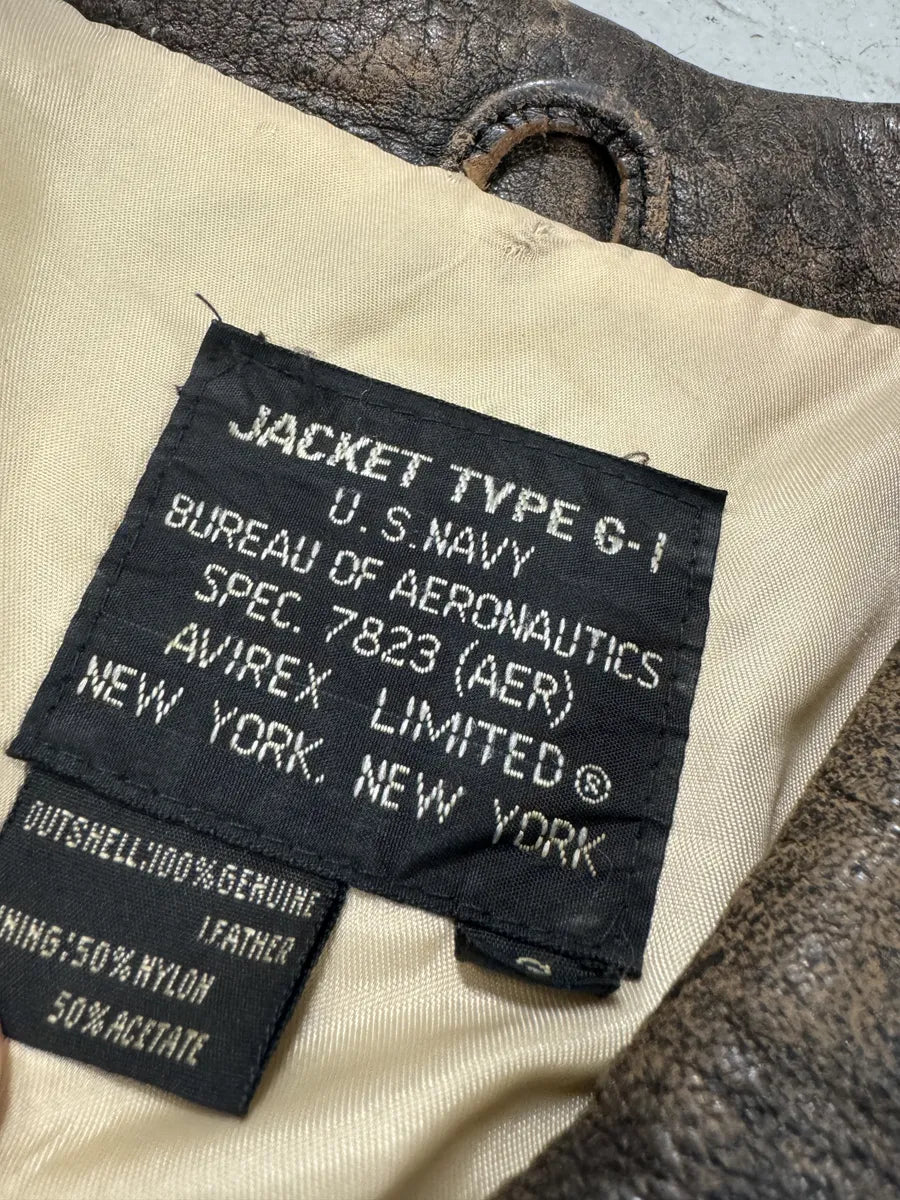 JACKET TYPE G-1
U.S. NAVY
BUREAU OF AERONAUTICS
SPEC. 7823 (AER)
AVIREX LIMITED®
NEW YORK. NEW YORK
OUTSHELL:100%GENUINE
LEATHER
NING:50%NYLON
50%ACETATE